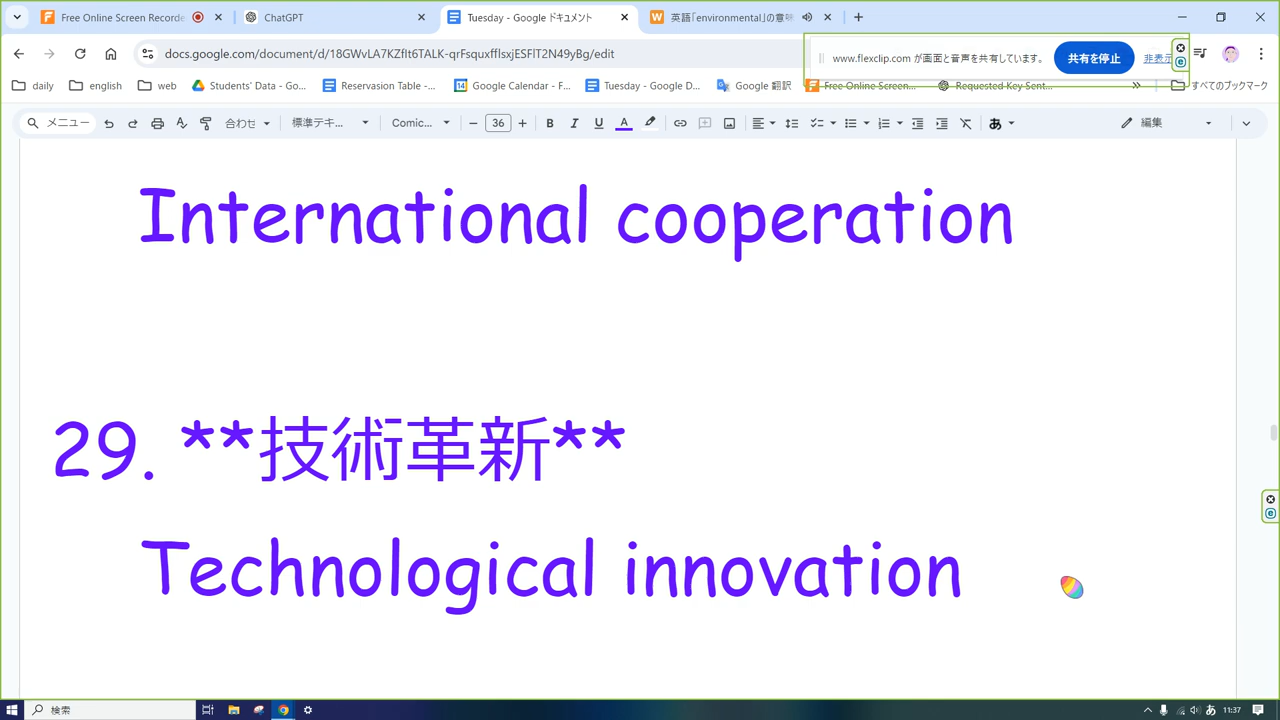 Free Online Screen Recorde
ChatGPT
Tuesday - Google ドキュメント
英語「environmental」の意味
docs.google.com/document/d/18GWvLA7KZflt6TALK-qrFsquxfflsxjESFlT2N49yBg/edit
www.flexclip.com が画面と音声を共有しています。
共有を停止
非表示
daily
english
web
Students' Data - Go...
Reservasion Table -
Google Calendar - F...
Tuesday - Google D...
Google 翻訳
Free Online Screen...
Requested Key Sent...
すべてのブックマーク
メニュー
合わせ
標準テキ...
Comic...
36
編集
International cooperation
29. **技術革新**
Technological innovation
検索
あ
11:37